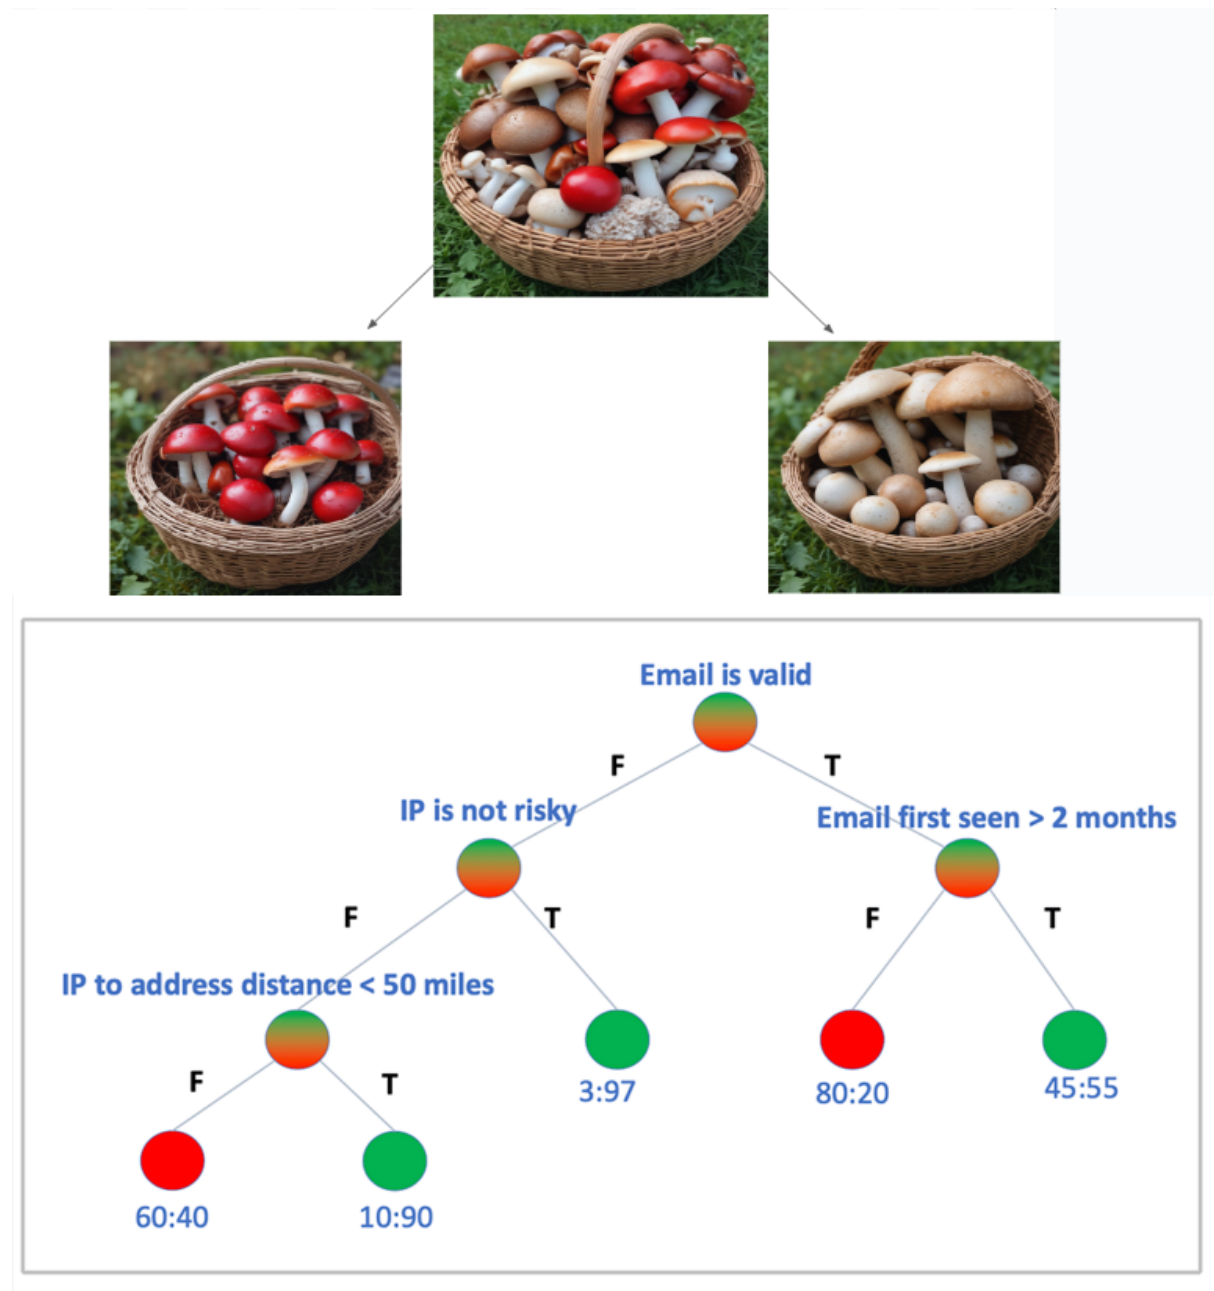 Email is valid
F
T
IP is not risky
Email first seen > 2 months
F
T
F
T
IP to address distance < 50 miles
F
T
3:97
80:20
45:55
60:40
10:90